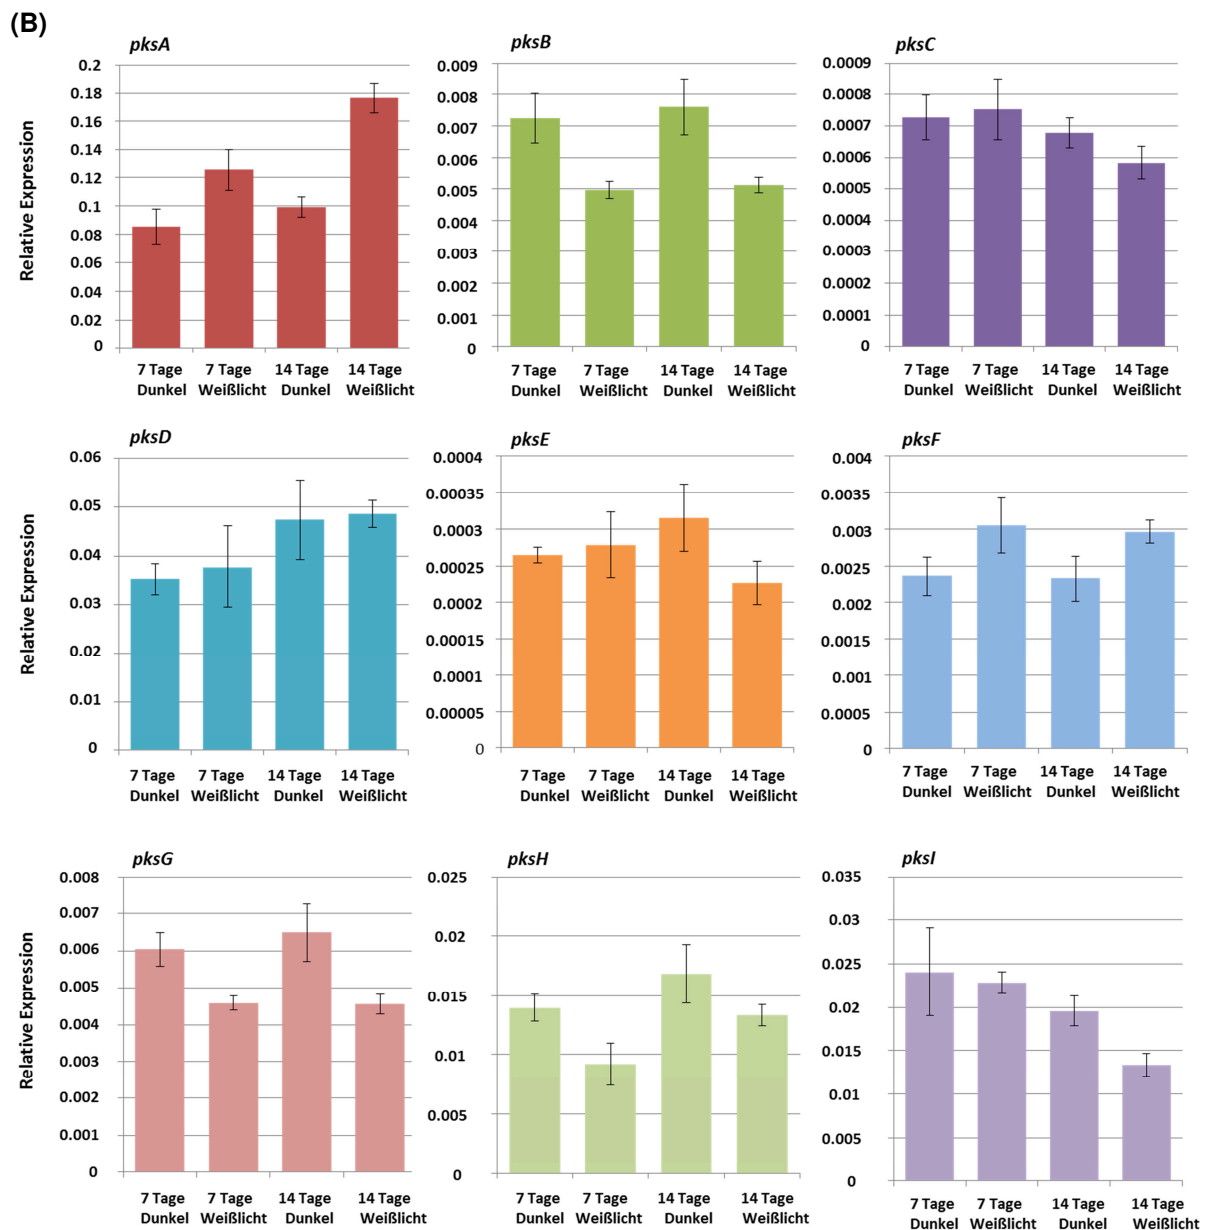 (B)
pksA
Relative Expression
0.2
0.18
0.16
0.14
0.12
0.1
0.08
0.06
0.04
0.02
0
7 Tage 7 Tage 14 Tage 14 Tage
Dunkel Weißlicht Dunkel Weißlicht
pksB
0.009
0.008
0.007
0.006
0.005
0.004
0.003
0.002
0.001
0
7 Tage 7 Tage 14 Tage 14 Tage
Dunkel Weißlicht Dunkel Weißlicht
pksC
0.0009
0.0008
0.0007
0.0006
0.0005
0.0004
0.0003
0.0002
0.0001
0
7 Tage 7 Tage 14 Tage 14 Tage
Dunkel Weißlicht Dunkel Weißlicht
pksD
Relative Expression
0.06
0.05
0.04
0.03
0.02
0.01
0
7 Tage 7 Tage 14 Tage 14 Tage
Dunkel Weißlicht Dunkel Weißlicht
pksE
0.0004
0.00035
0.0003
0.00025
0.0002
0.00015
0.0001
0.00005
0
7 Tage 7 Tage 14 Tage 14 Tage
Dunkel Weißlicht Dunkel Weißlicht
pksF
0.004
0.0035
0.003
0.0025
0.002
0.0015
0.001
0.0005
0
7 Tage 7 Tage 14 Tage 14 Tage
Dunkel Weißlicht Dunkel Weißlicht
pksG
Relative Expression
0.008
0.007
0.006
0.005
0.004
0.003
0.002
0.001
0
7 Tage 7 Tage 14 Tage 14 Tage
Dunkel Weißlicht Dunkel Weißlicht
pksH
0.025
0.02
0.015
0.01
0.005
0
7 Tage 7 Tage 14 Tage 14 Tage
Dunkel Weißlicht Dunkel Weißlicht
pksI
0.035
0.03
0.025
0.02
0.015
0.01
0.005
0
7 Tage 7 Tage 14 Tage 14 Tage
Dunkel Weißlicht Dunkel Weißlicht